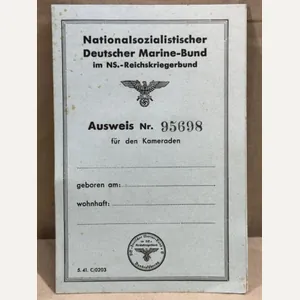 Nationalsozialistischer
Deutscher Marine-Bund
im NS.-Reichskriegerbund
Ausweis Nr. 95698
für den Kameraden
geboren am:
wohnhaft: